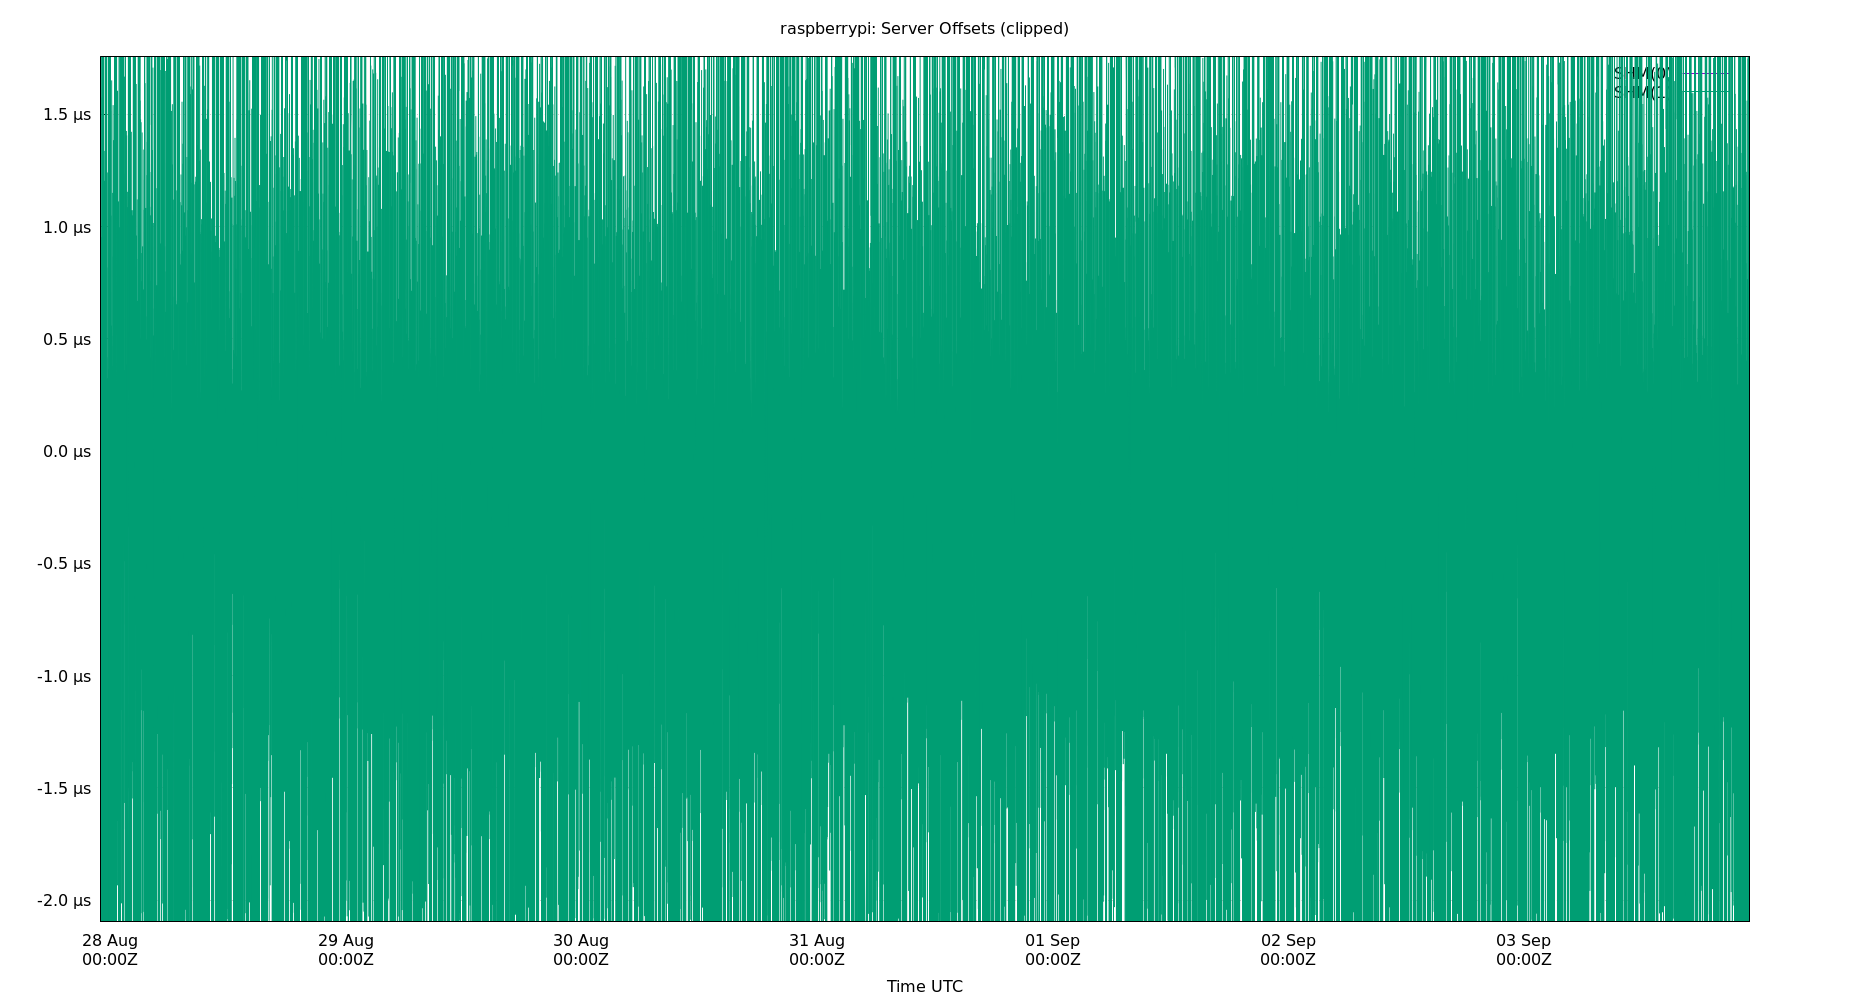 raspberrypi: Server Offsets (clipped)
SHM(0)
1.5 µs
1.0 µs
0.5 µs
0.0 µs
-0.5 µs
-1.0 µs
-1.5 µs
-2.0 µs
28 Aug 29 Aug 30 Aug 31 Aug 01 Sep 02 Sep 03 Sep
00:00Z 00:00Z 00:00Z 00:00Z 00:00Z 00:00Z 00:00Z
Time UTC